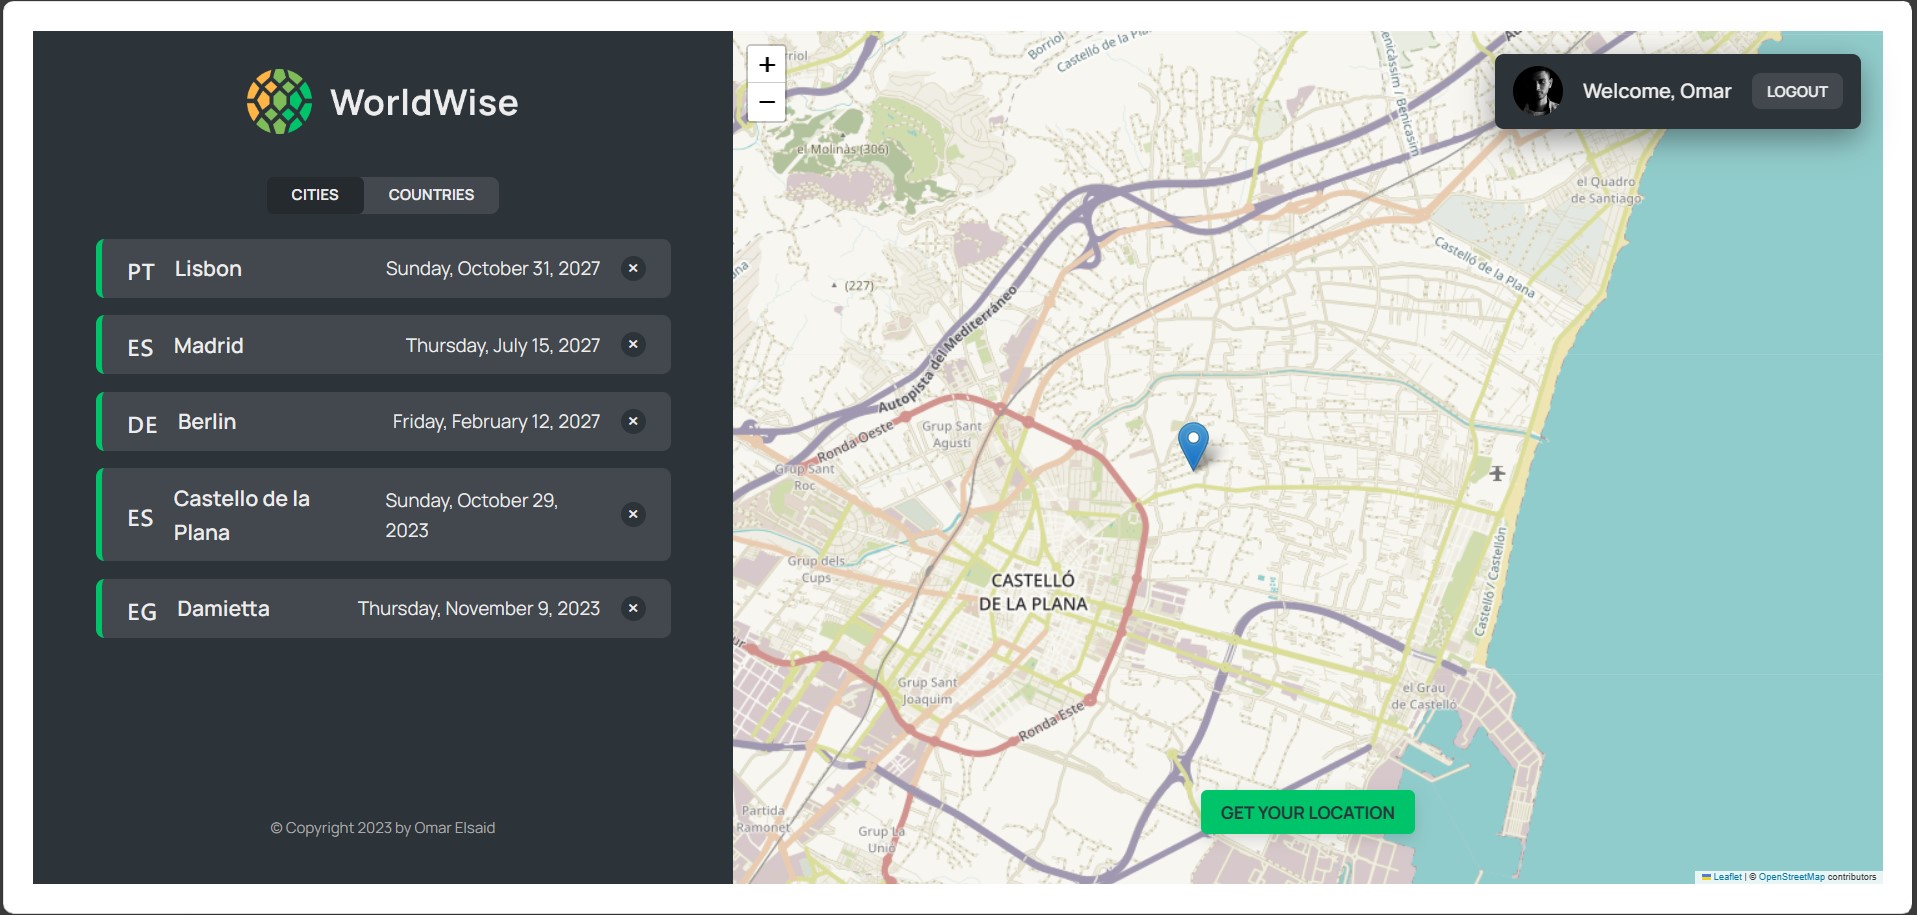 WorldWise
CITIES
COUNTRIES
PT
Lisbon
Sunday, October 31, 2027
×
ES
Madrid
Thursday, July 15, 2027
×
DE
Berlin
Friday, February 12, 2027
×
ES
Castello de la
Plana
Sunday, October 29,
2023
×
EG
Damietta
Thursday, November 9, 2023
×
© Copyright 2023 by Omar Elsaid
+
−
Welcome, Omar
LOGOUT
Borriol
Castelló de la
Benicàssim / Benicasim
el Molinàs (306)
el Quadro
de Santiago
Castelló de la Plana
(227)
Autopista del Mediterráneo
Ronda Oeste
Grup Sant
Agustí
Grup Sant
Roc
Grup dels
Cups
CASTELLÓ
DE LA PLANA
Castelló / Castellón
Grup Sant
Joaquim
Ronda Este
el Grau
de Castelló
Partida
Ramonet
Grup La
Unio
GET YOUR LOCATION
Leaflet | © OpenStreetMap contributors